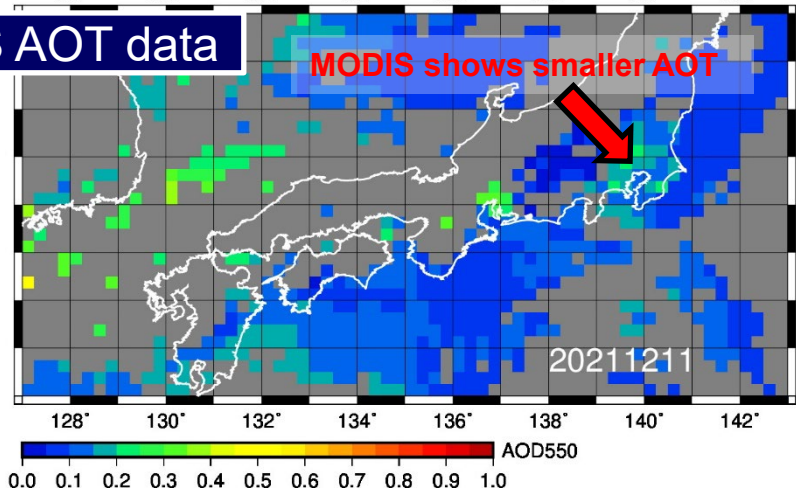 AOT data
MODIS shows smaller AOT
20211211
128° 130° 132° 134° 136° 138° 140° 142°
AOD550
0.0 0.1 0.2 0.3 0.4 0.5 0.6 0.7 0.8 0.9 1.0